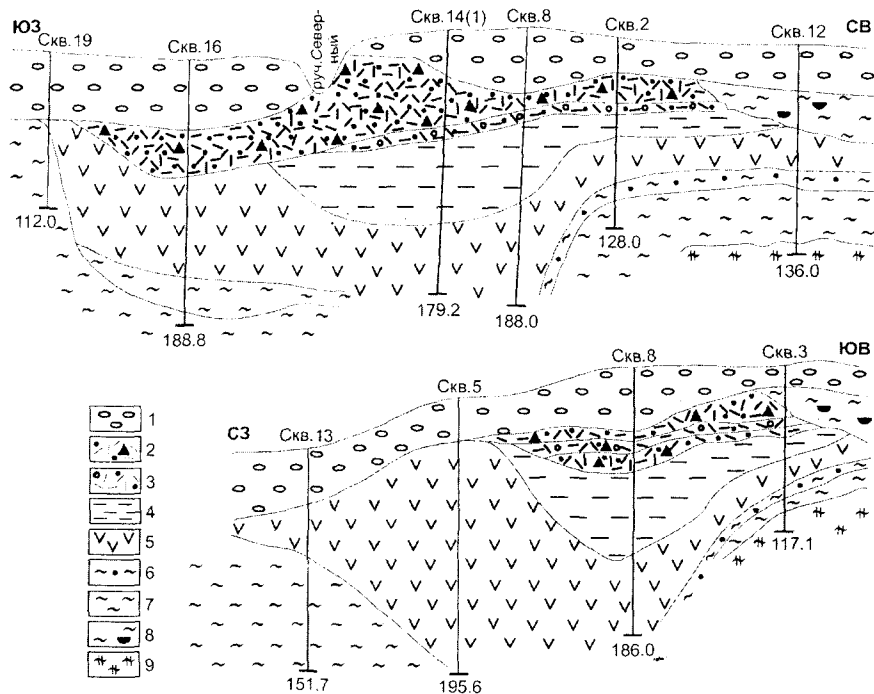 ЮЗ
СВ
Скв.19
Скв.16
руч.Север-
ный
Скв.14(1)
Скв.8
Скв.2
Скв.12
112.0
188.8
179.2
188.0
128.0
136.0
СЗ
ЮВ
Скв.13
Скв.5
Скв.8
Скв.3
151.7
195.6
186.0
117.1
1
2
3
4
5
6
7
8
9